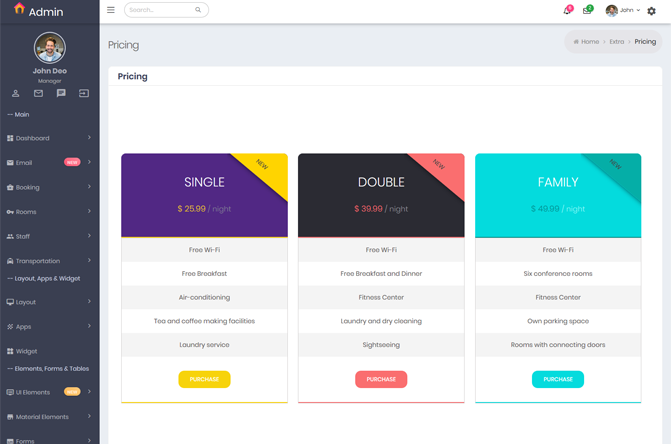 Admin
Search...
6
2
John
John Deo
Manager
Pricing
Home > Extra > Pricing
Pricing
-- Main
Dashboard
Email NEW
Booking
Rooms
Staff
Transportation
-- Layout, Apps & Widget
Layout
Apps
Widget
-- Elements, Forms & Tables
UI Elements
Material Elements
Forms
NEW
SINGLE
$ 25.99 / night
Free Wi-Fi
Free Breakfast
Air-conditioning
Tea and coffee making facilities
Laundry service
PURCHASE
NEW
DOUBLE
$ 39.99 / night
Free Wi-Fi
Free Breakfast and Dinner
Fitness Center
Laundry and dry cleaning
Sightseeing
PURCHASE
NEW
FAMILY
$ 49.99 / night
Free Wi-Fi
Six conference rooms
Fitness Center
Own parking space
Rooms with connecting doors
PURCHASE